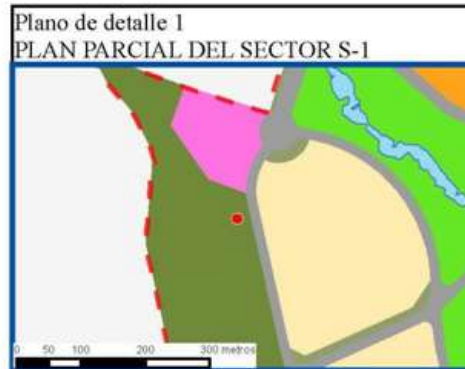 Plano de detalle 1
PLAN PARCIAL DEL SECTOR S-1
0 50 100 200 300 metros